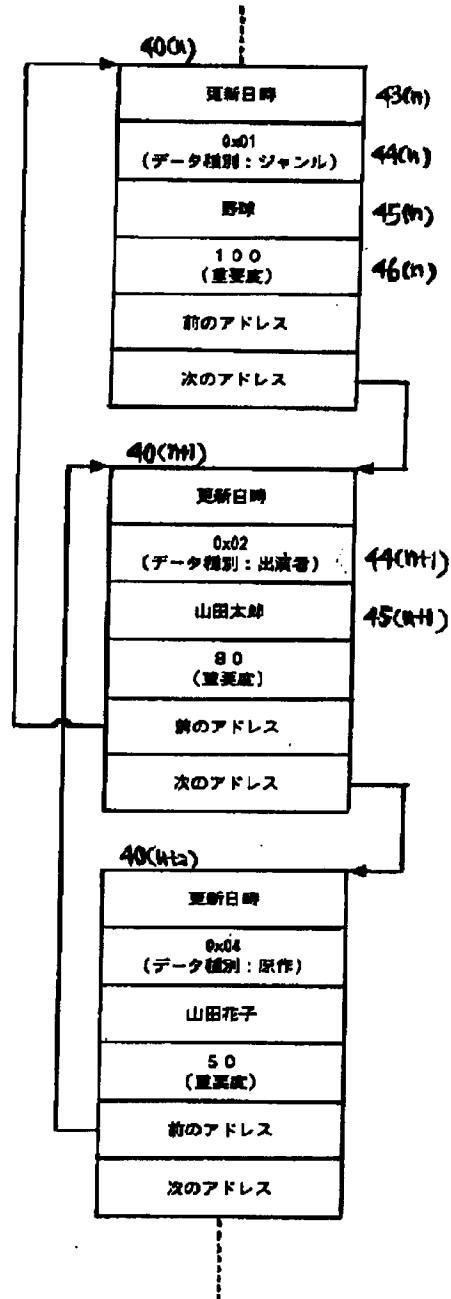 40(n)
更新日時
43(n)
0x01
(データ種別：ジャンル)
44(n)
野球
45(n)
100
(重要度)
46(n)
前のアドレス
次のアドレス
40(n+1)
更新日時
0x02
(データ種別：出演者)
44(n+1)
山田太郎
45(n+1)
80
(重要度)
前のアドレス
次のアドレス
40(n+2)
更新日時
0x04
(データ種別：原作)
山田花子
50
(重要度)
前のアドレス
次のアドレス